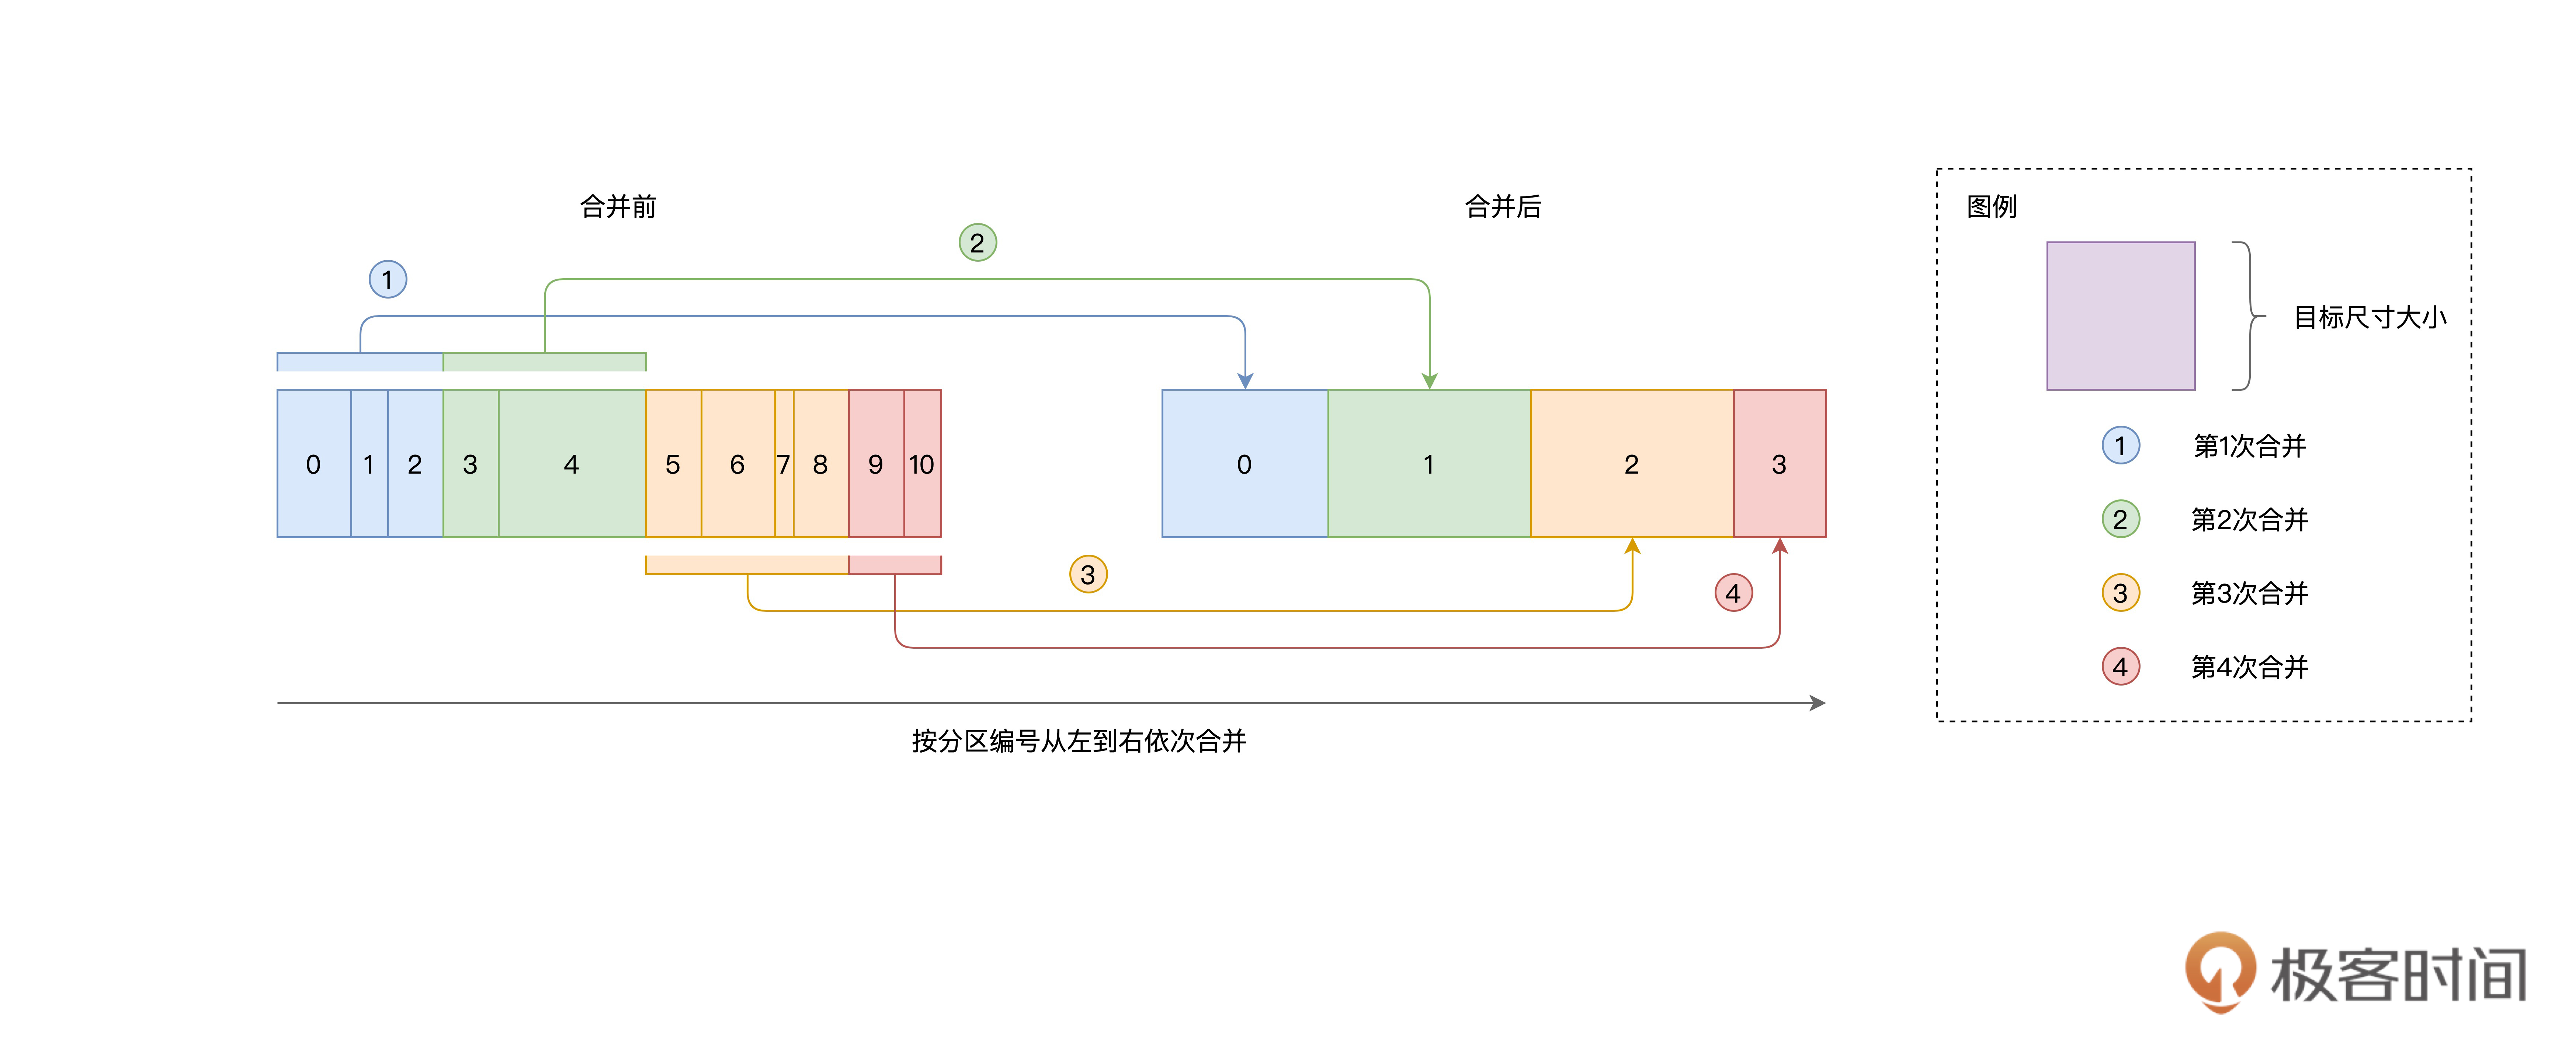 合并前
合并后
图例
2
1
目标尺寸大小
0 1 2 3 4 5 6 7 8 9 10
0 1 2 3
1 第1次合并
2 第2次合并
3
4
3 第3次合并
4 第4次合并
按分区编号从左到右依次合并
极客时间